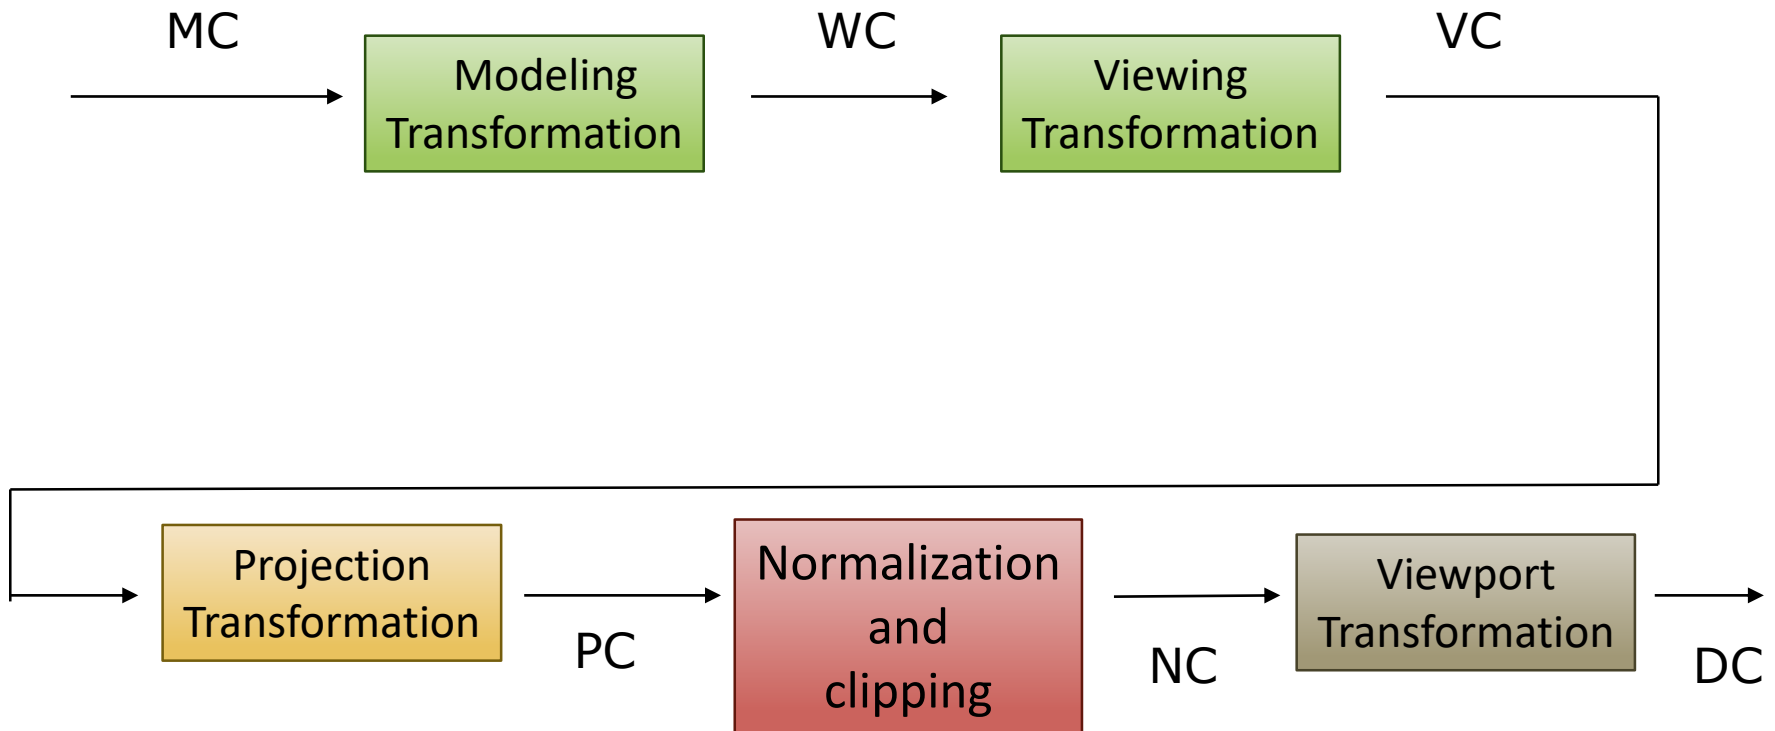 MC
Modeling
Transformation
WC
Viewing
Transformation
VC
Projection
Transformation
PC
Normalization
and
clipping
NC
Viewport
Transformation
DC